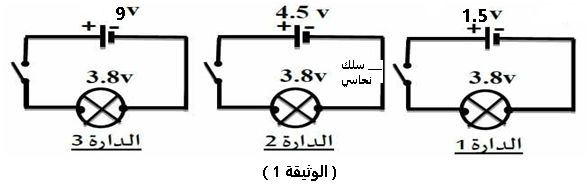 1.5v
+ -
3.8v
الدارة 1
4.5 v
+ -
سلك
نحاسي
3.8v
الدارة 2
9v
+ -
3.8v
الدارة 3
( الوثيقة 1 )